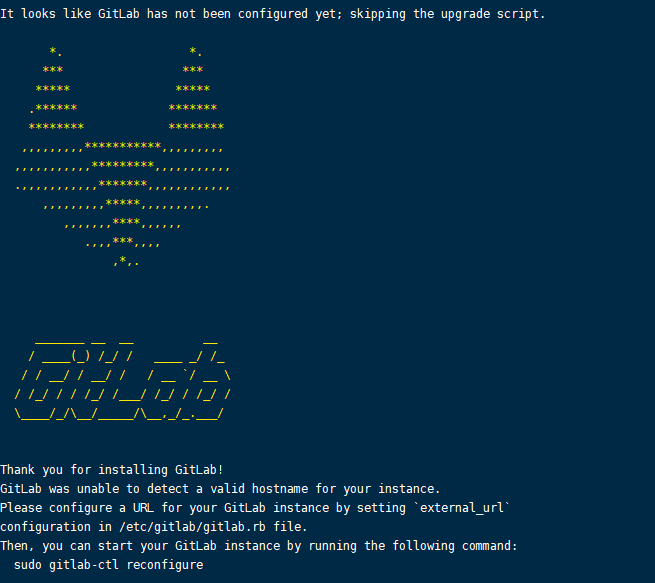 It looks like GitLab has not been configured yet; skipping the upgrade script.

       *.                  *.
      ***                 ***
     *****               *****
    .******             *******
    ********            ********
   ,,,,,,,,,***********,,,,,,,,,
  ,,,,,,,,,,,*********,,,,,,,,,,,
  .,,,,,,,,,,,*******,,,,,,,,,,,,
      ,,,,,,,,,*****,,,,,,,,,.
         ,,,,,,,****,,,,,,
            .,,,***,,,,
                ,*,.

     _______ __  __          __
    / ____(_) /_/ /   ____ _/ /_
   / / __/ / __/ /   / __ `/ __ \
  / /_/ / / /_/ /___/ /_/ / /_/ /
  \____/_/\__/_____/\__,_/_.___/

Thank you for installing GitLab!
GitLab was unable to detect a valid hostname for your instance.
Please configure a URL for your GitLab instance by setting `external_url`
configuration in /etc/gitlab/gitlab.rb file.
Then, you can start your GitLab instance by running the following command:
  sudo gitlab-ctl reconfigure